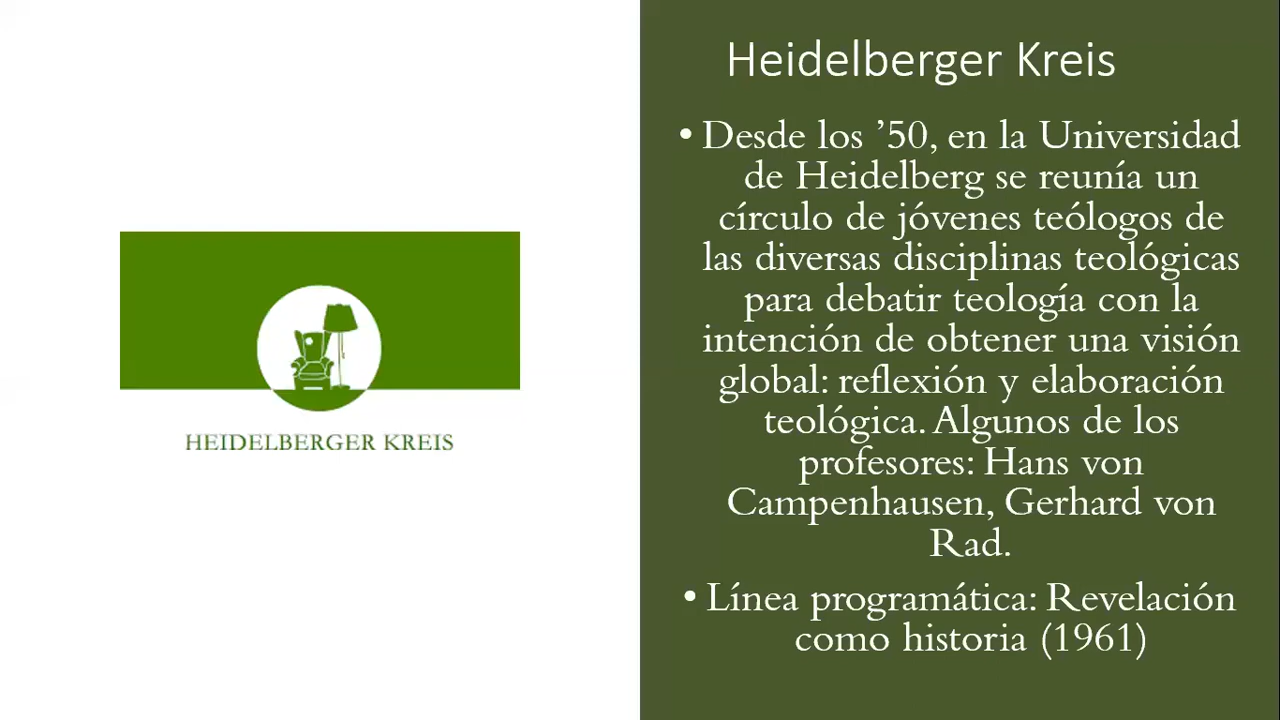 HEIDELBERGER KREIS
Heidelberger Kreis
• Desde los ’50, en la Universidad
de Heidelberg se reunía un
círculo de jóvenes teólogos de
las diversas disciplinas teológicas
para debatir teología con la
intención de obtener una visión
global: reflexión y elaboración
teológica. Algunos de los
profesores: Hans von
Campenhausen, Gerhard von
Rad.
• Línea programática: Revelación
como historia (1961)